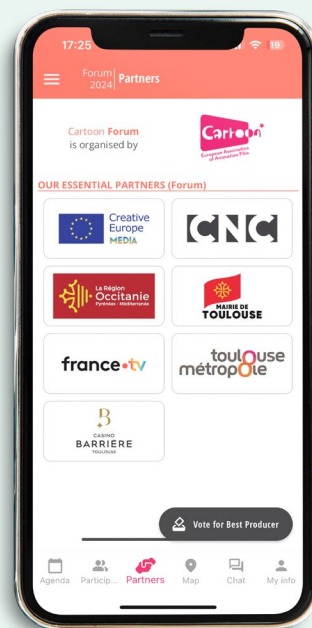 17:25
19
Forum
2024
Partners
Cartoon Forum
is organised by
Cartoon
European Association
of Animation Film
OUR ESSENTIAL PARTNERS (Forum)
Creative
Europe
MEDIA
CNC
La Région
Occitanie
Pyrénées - Méditerranée
MAIRIE DE
TOULOUSE
france•tv
toulouse
métropole
B
CASINO
BARRIÈRE
TOULOUSE
Vote for Best Producer
Agenda
Particip...
Partners
Map
Chat
My info